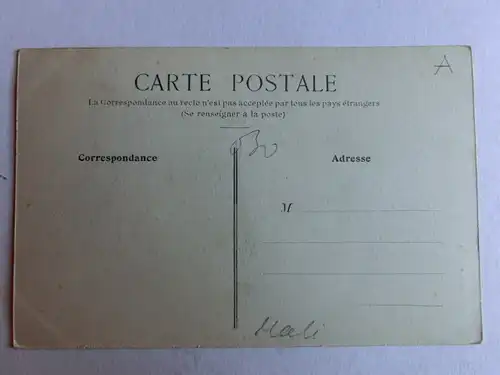 A
CARTE POSTALE
La Correspondance au recto n'est pas acceptée par tous les pays étrangers
(Se renseigner à la poste)
Correspondance
Adresse
M
Mali